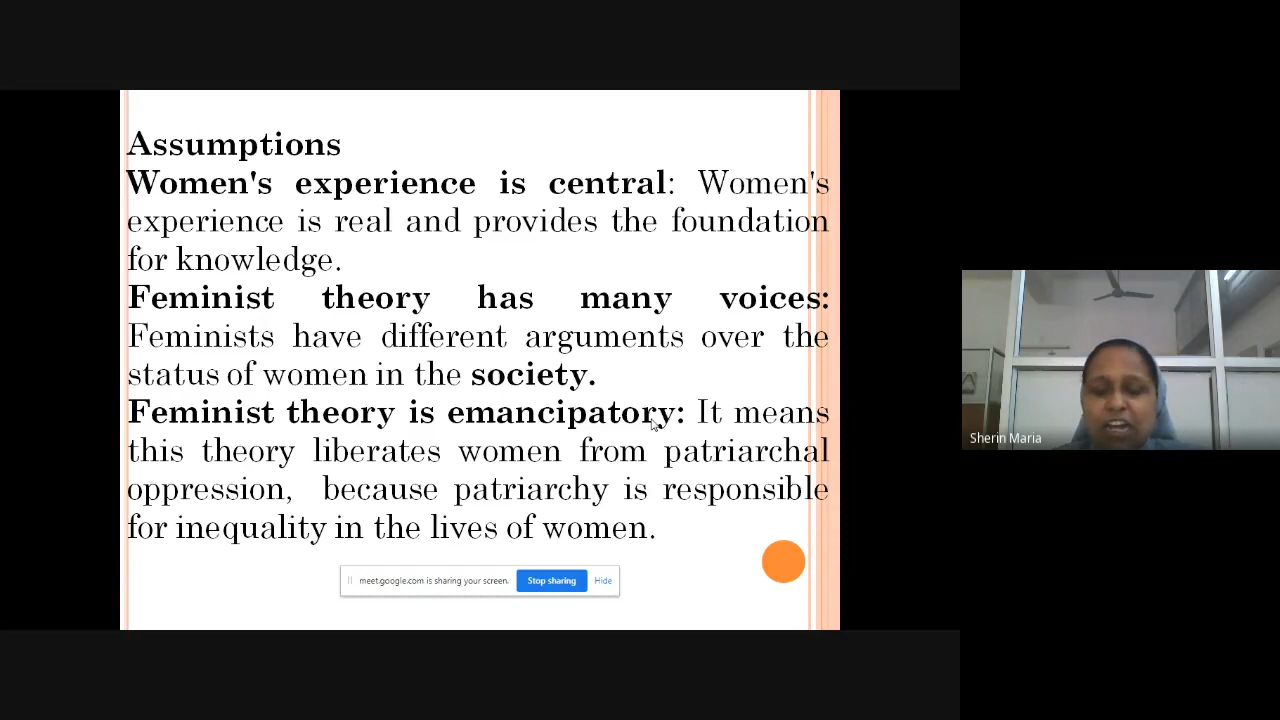 Assumptions
Women's experience is central: Women's
experience is real and provides the foundation
for knowledge.
Feminist theory has many voices:
Feminists have different arguments over the
status of women in the society.
Feminist theory is emancipatory: It means
this theory liberates women from patriarchal
oppression, because patriarchy is responsible
for inequality in the lives of women.
meet.google.com is sharing your screen. Stop sharing Hide
Sherin Maria